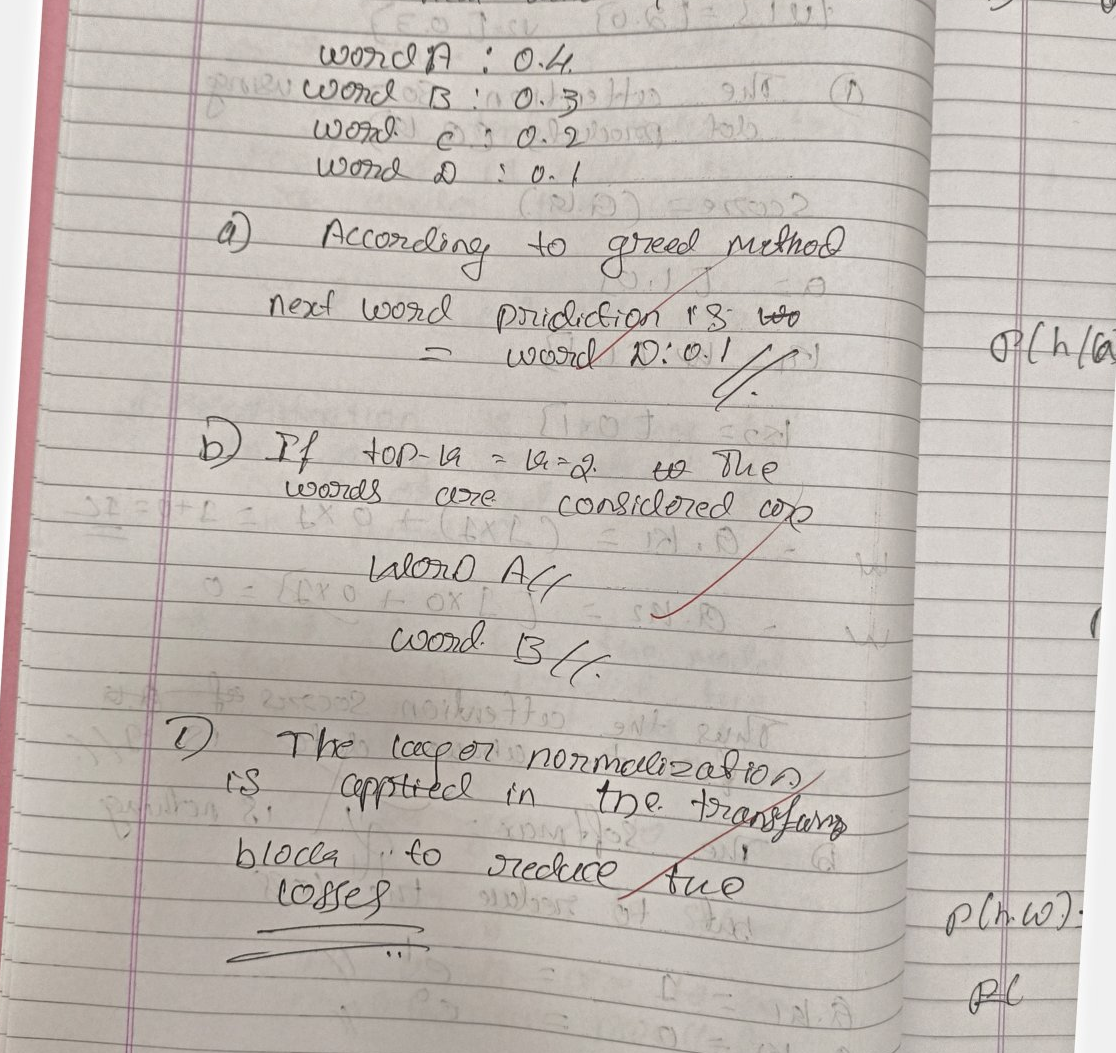 word A : 0.4
word B : 0.3
word C : 0.2
word D : 0.1
a) According to greed Method
next word pridiction is
= word D: 0.1
b) If top-k = k=2. The
words are considered
Word A
word B
c) The layer normalization
is applied in the transform
block to reduce the
losses
P(h/(a
P(h.w).
P(